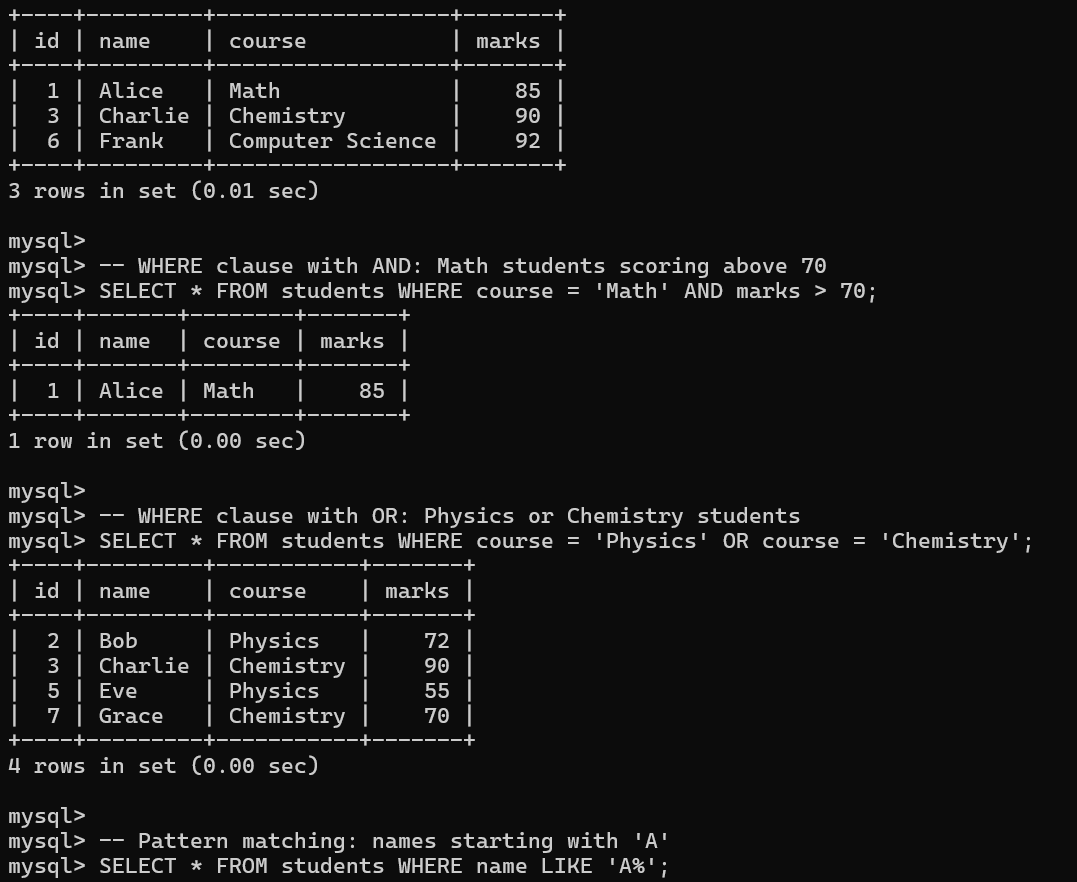 +----+---------+------------------+-------+
| id | name    | course           | marks |
+----+---------+------------------+-------+
|  1 | Alice   | Math             |    85 |
|  3 | Charlie | Chemistry        |    90 |
|  6 | Frank   | Computer Science |    92 |
+----+---------+------------------+-------+
3 rows in set (0.01 sec)

mysql>
mysql> -- WHERE clause with AND: Math students scoring above 70
mysql> SELECT * FROM students WHERE course = 'Math' AND marks > 70;
+----+-------+--------+-------+
| id | name  | course | marks |
+----+-------+--------+-------+
|  1 | Alice | Math   |    85 |
+----+-------+--------+-------+
1 row in set (0.00 sec)

mysql>
mysql> -- WHERE clause with OR: Physics or Chemistry students
mysql> SELECT * FROM students WHERE course = 'Physics' OR course = 'Chemistry';
+----+---------+-----------+-------+
| id | name    | course    | marks |
+----+---------+-----------+-------+
|  2 | Bob     | Physics   |    72 |
|  3 | Charlie | Chemistry |    90 |
|  5 | Eve     | Physics   |    55 |
|  7 | Grace   | Chemistry |    70 |
+----+---------+-----------+-------+
4 rows in set (0.00 sec)

mysql>
mysql> -- Pattern matching: names starting with 'A'
mysql> SELECT * FROM students WHERE name LIKE 'A%';